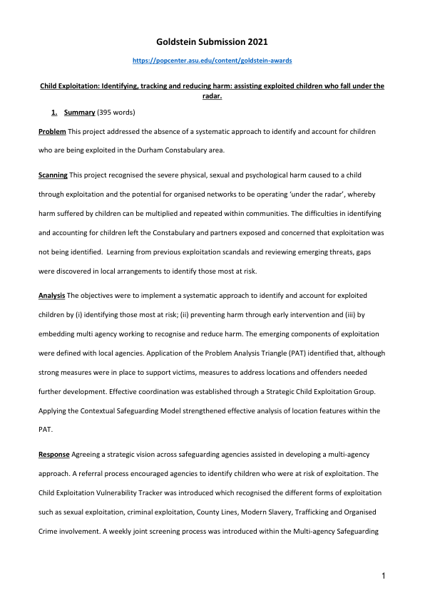 Goldstein Submission 2021
https://popcenter.asu.edu/content/goldstein-awards
Child Exploitation: Identifying, tracking and reducing harm: assisting exploited children who fall under the
radar.
1. Summary (395 words)
Problem This project addressed the absence of a systematic approach to identify and account for children
who are being exploited in the Durham Constabulary area.
Scanning This project recognised the severe physical, sexual and psychological harm caused to a child
through exploitation and the potential for organised networks to be operating ‘under the radar’, whereby
harm suffered by children can be multiplied and repeated within communities. The difficulties in identifying
and accounting for children left the Constabulary and partners exposed and concerned that exploitation was
not being identified. Learning from previous exploitation scandals and reviewing emerging threats, gaps
were discovered in local arrangements to identify those most at risk.
Analysis The objectives were to implement a systematic approach to identify and account for exploited
children by (i) identifying those most at risk; (ii) preventing harm through early intervention and (iii) by
embedding multi agency working to recognise and reduce harm. The emerging components of exploitation
were defined with local agencies. Application of the Problem Analysis Triangle (PAT) identified that, although
strong measures were in place to support victims, measures to address locations and offenders needed
further development. Effective coordination was established through a Strategic Child Exploitation Group.
Applying the Contextual Safeguarding Model strengthened effective analysis of location features within the
PAT.
Response Agreeing a strategic vision across safeguarding agencies assisted in developing a multi-agency
approach. A referral process encouraged agencies to identify children who were at risk of exploitation. The
Child Exploitation Vulnerability Tracker was introduced which recognised the different forms of exploitation
such as sexual exploitation, criminal exploitation, County Lines, Modern Slavery, Trafficking and Organised
Crime involvement. A weekly joint screening process was introduced within the Multi-agency Safeguarding
1